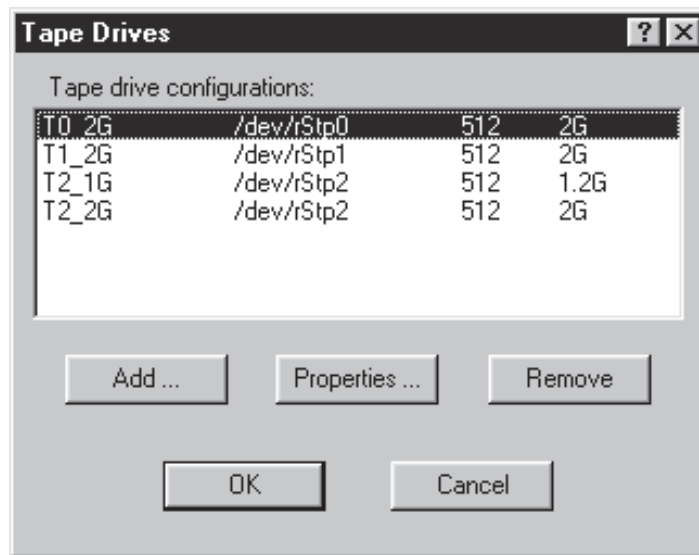 Tape Drives ? X
Tape drive configurations:
T0_2G /dev/rStp0 512 2G
T1_2G /dev/rStp1 512 2G
T2_1G /dev/rStp2 512 1.2G
T2_2G /dev/rStp2 512 2G
Add ... Properties ... Remove
OK Cancel